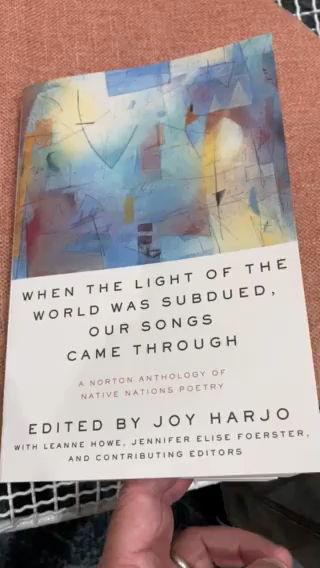 WHEN THE LIGHT OF THE
WORLD WAS SUBDUED,
OUR SONGS
CAME THROUGH
A NORTON ANTHOLOGY OF
NATIVE NATIONS POETRY
EDITED BY JOY HARJO
WITH LEANNE HOWE, JENNIFER ELISE FOERSTER,
AND CONTRIBUTING EDITORS